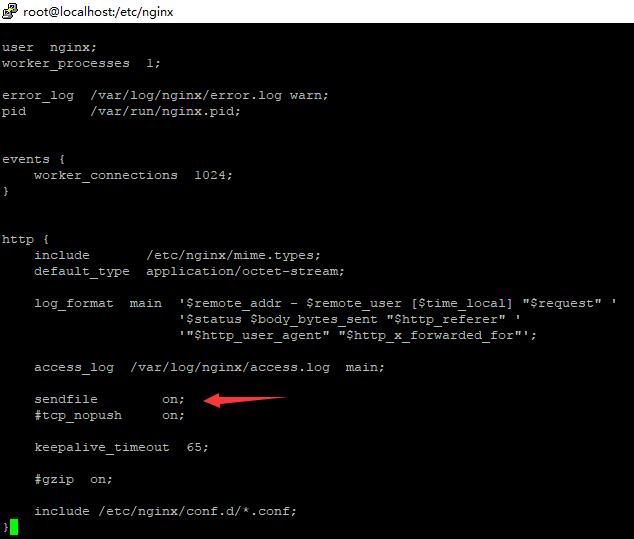 root@localhost:/etc/nginx
user  nginx;
worker_processes  1;
error_log  /var/log/nginx/error.log warn;
pid        /var/run/nginx.pid;
events {
    worker_connections  1024;
}
http {
    include       /etc/nginx/mime.types;
    default_type  application/octet-stream;
    log_format  main  '$remote_addr - $remote_user [$time_local] "$request" '
                      '$status $body_bytes_sent "$http_referer" '
                      '"$http_user_agent" "$http_x_forwarded_for"';
    access_log  /var/log/nginx/access.log  main;
    sendfile        on;
    #tcp_nopush     on;
    keepalive_timeout  65;
    #gzip  on;
    include /etc/nginx/conf.d/*.conf;
}